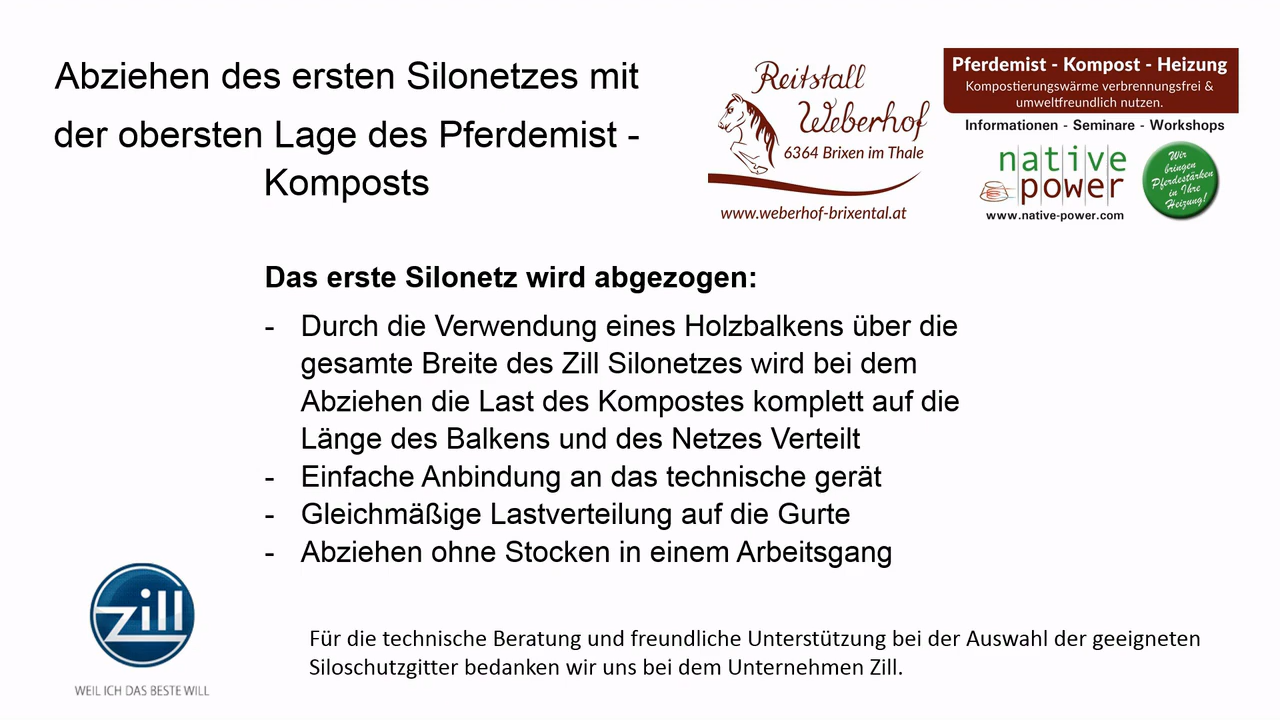 Abziehen des ersten Silonetzes mit
der obersten Lage des Pferdemist -
Komposts
Reitstall
Weberhof
6364 Brixen im Thale
www.weberhof-brixental.at
Pferdemist - Kompost - Heizung
Kompostierungswärme verbrennungsfrei &
umweltfreundlich nutzen.
Informationen - Seminare - Workshops
native
power
www.native-power.com
Wir
bringen
Pferdestärken
in Ihre
Heizung!
Das erste Silonetz wird abgezogen:
- Durch die Verwendung eines Holzbalkens über die
gesamte Breite des Zill Silonetzes wird bei dem
Abziehen die Last des Kompostes komplett auf die
Länge des Balkens und des Netzes Verteilt
- Einfache Anbindung an das technische gerät
- Gleichmäßige Lastverteilung auf die Gurte
- Abziehen ohne Stocken in einem Arbeitsgang
zill
WEIL ICH DAS BESTE WILL
Für die technische Beratung und freundliche Unterstützung bei der Auswahl der geeigneten
Siloschutzgitter bedanken wir uns bei dem Unternehmen Zill.